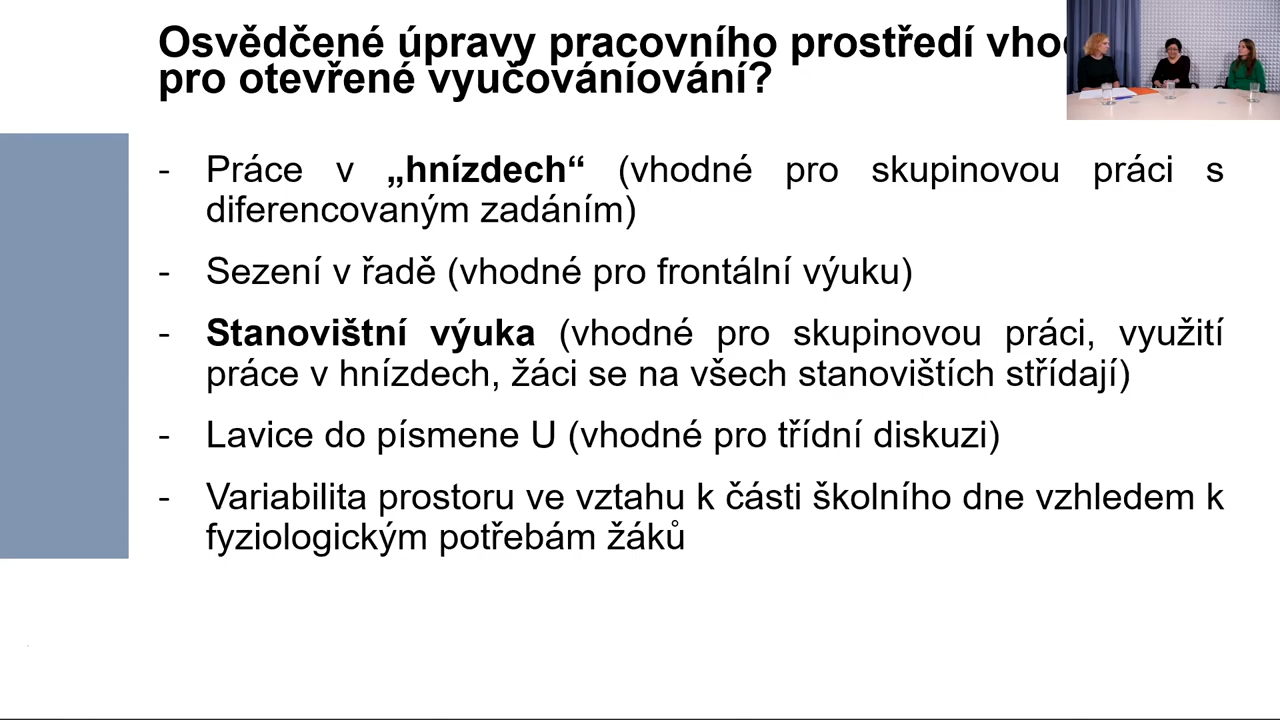 Osvědčené úpravy pracovního prostředí
pro otevřené vyučováníování?
- Práce v „hnízdech“ (vhodné pro skupinovou práci s
diferencovaným zadáním)
- Sezení v řadě (vhodné pro frontální výuku)
- Stanovištní výuka (vhodné pro skupinovou práci, využití
práce v hnízdech, žáci se na všech stanovištích střídají)
- Lavice do písmene U (vhodné pro třídní diskuzi)
- Variabilita prostoru ve vztahu k části školního dne vzhledem k
fyziologickým potřebám žáků